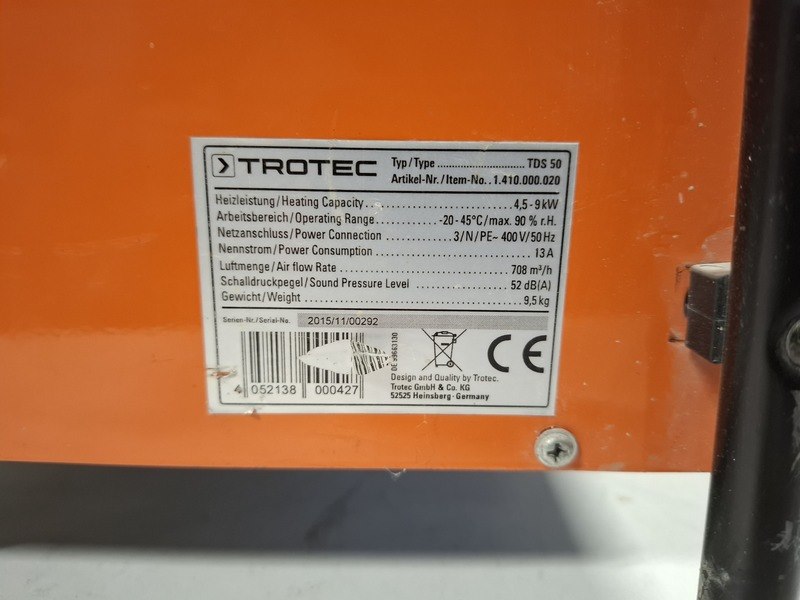 TROTEC
Typ/Type .......................... TDS 50
Artikel-Nr./Item-No. . 1.410.000.020
Heizleistung/Heating Capacity ...................... 4,5 - 9 kW
Arbeitsbereich/Operating Range. ............ -20 - 45°C/max. 90 % r.H.
Netzanschluss/Power Connection ............ 3/N/PE~ 400 V/50 Hz
Nennstrom/Power Consumption ........................... 13 A
Luftmenge/Air flow Rate ............................ 708 m³/h
Schalldruckpegel/Sound Pressure Level ............... 52 dB(A)
Gewicht/Weight .................................... 9,5 kg
Serien-Nr./Serial-No. 2015/11/00292
4 052138 000427
CE
Design and Quality by Trotec.
Trotec GmbH & Co. KG
52525 Heinsberg · Germany